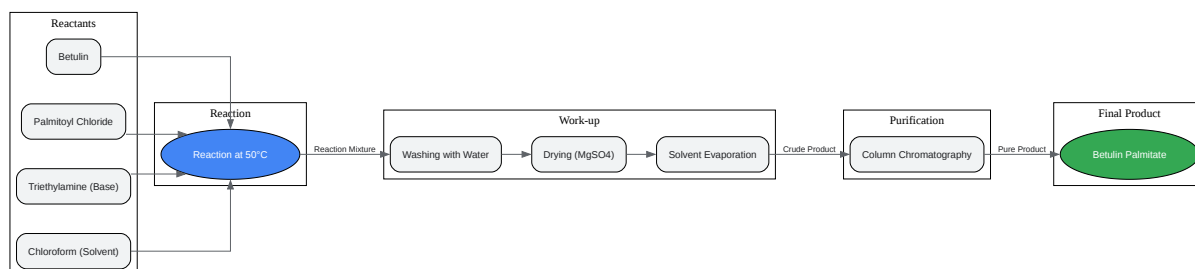 Reactants
Betulin
Palmitoyl Chloride
Triethylamine (Base)
Chloroform (Solvent)
Reaction
Reaction at 50°C
Reaction Mixture
Work-up
Washing with Water
Drying (MgSO4)
Solvent Evaporation
Crude Product
Purification
Column Chromatography
Pure Product
Final Product
Betulin Palmitate